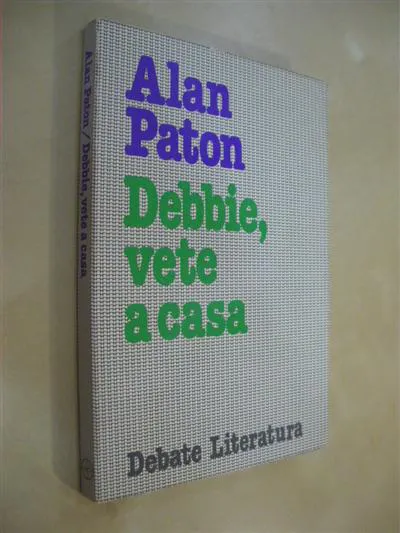 Alan
Paton
Debbie,
vete
a casa
Debate Literatura
Alan Paton / Debbie, vete a casa